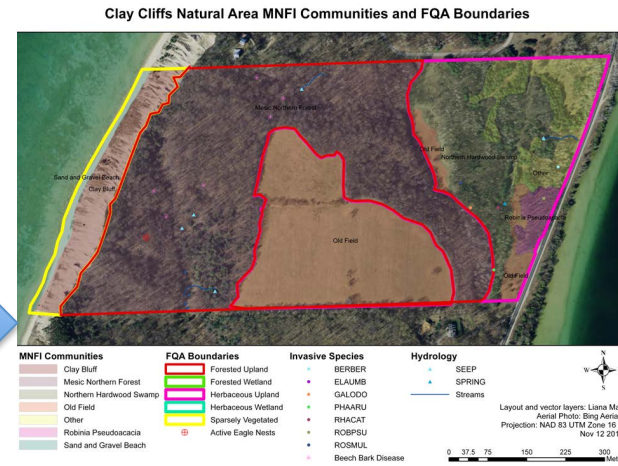 Clay Cliffs Natural Area MNFI Communities and FQA Boundaries
Mesic Northern Forest
Old Field
Northern Hardwood Swamp
Other
Sand and Gravel Beach
Clay Bluff
Robinia Pseudoacacia
Old Field
Old Field
MNFI Communities
Clay Bluff
Mesic Northern Forest
Northern Hardwood Swamp
Old Field
Other
Robinia Pseudoacacia
Sand and Gravel Beach
FQA Boundaries
Forested Upland
Forested Wetland
Herbaceous Upland
Herbaceous Wetland
Sparsely Vegetated
Active Eagle Nests
Invasive Species
BERBER
ELAUMB
GALODO
PHAARU
RHACAT
ROBPSU
ROSMUL
Beech Bark Disease
Hydrology
SEEP
SPRING
Streams
N
W
Layout and vector layers: Liana Ma
Aerial Photo: Bing Aeria
Projection: NAD 83 UTM Zone 16
Nov 12 201
0 37.5 75 150 225 300
Met